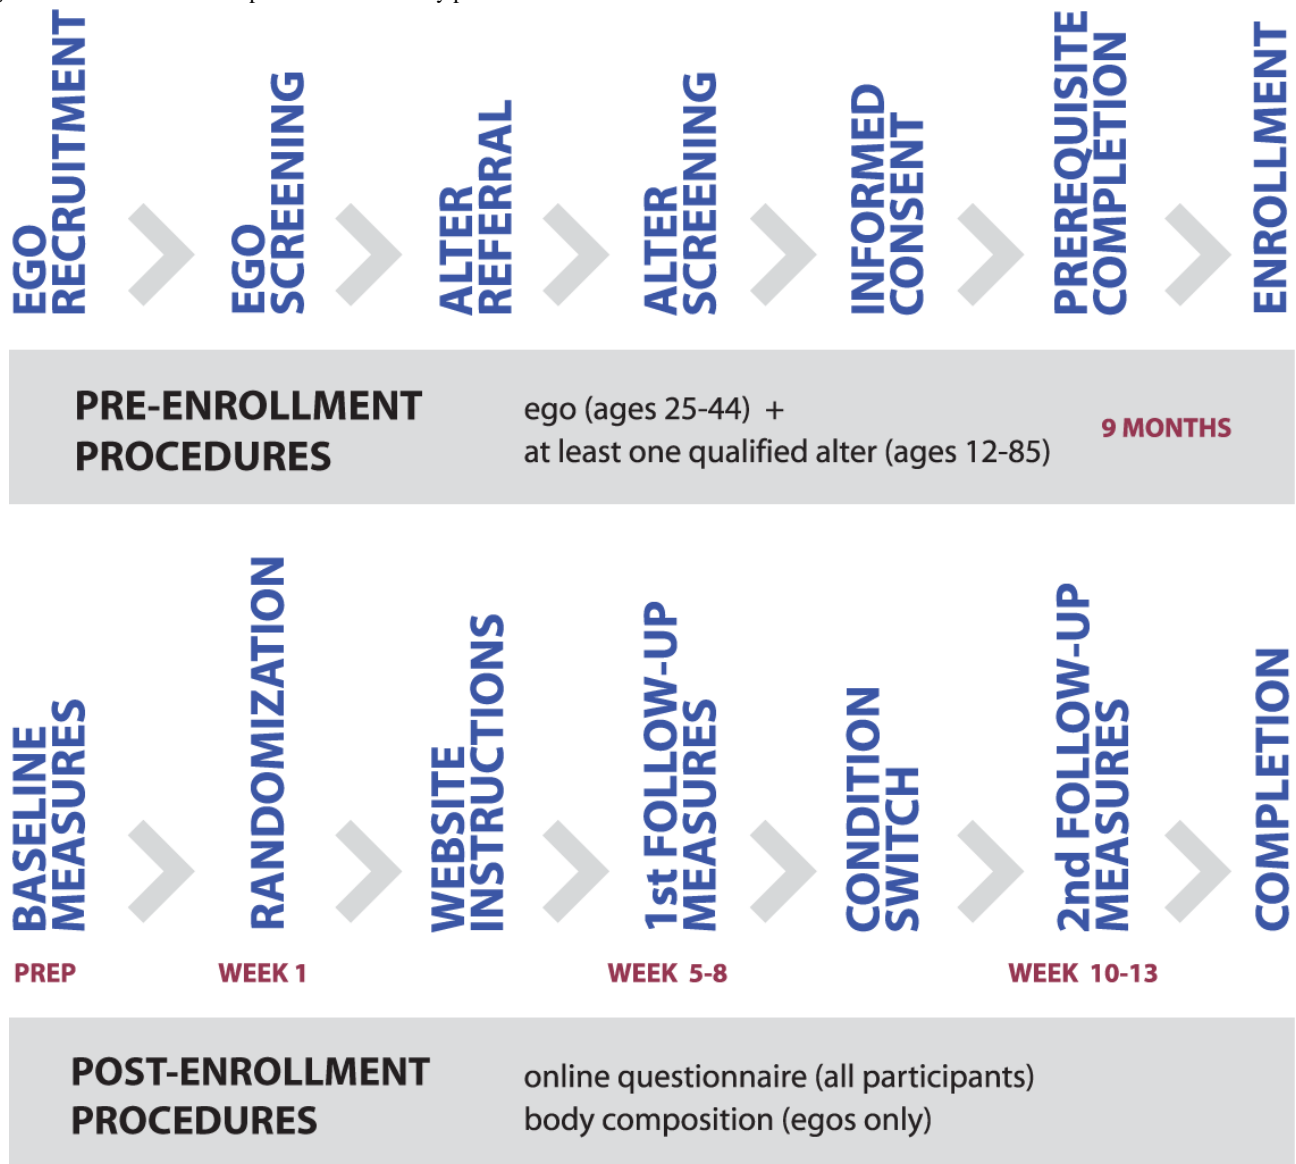 EGO
RECRUITMENT
EGO
SCREENING
ALTER
REFERRAL
ALTER
SCREENING
INFORMED
CONSENT
PREREQUISITE
COMPLETION
ENROLLMENT
PRE-ENROLLMENT
PROCEDURES
ego (ages 25-44) +
at least one qualified alter (ages 12-85)
9 MONTHS
BASELINE
MEASURES
RANDOMIZATION
WEBSITE
INSTRUCTIONS
1st FOLLOW-UP
MEASURES
CONDITION
SWITCH
2nd FOLLOW-UP
MEASURES
COMPLETION
PREP
WEEK 1
WEEK 5-8
WEEK 10-13
POST-ENROLLMENT
PROCEDURES
online questionnaire (all participants)
body composition (egos only)